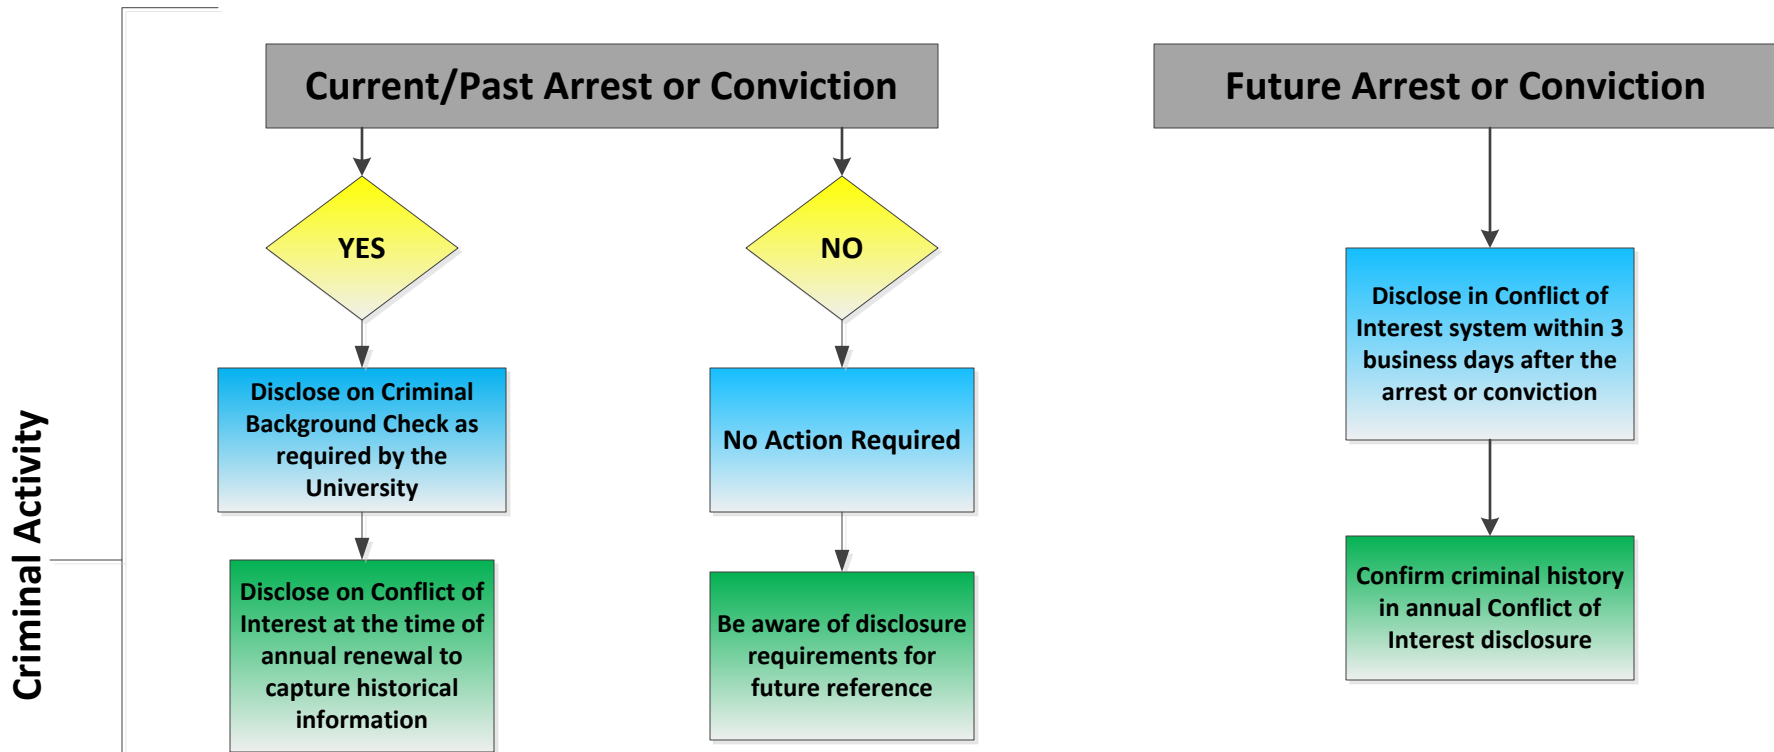 Criminal Activity
Current/Past Arrest or Conviction
YES
Disclose on Criminal
Background Check as
required by the
University
Disclose on Conflict of
Interest at the time of
annual renewal to
capture historical
information
NO
No Action Required
Be aware of disclosure
requirements for
future reference
Future Arrest or Conviction
Disclose in Conflict of
Interest system within 3
business days after the
arrest or conviction
Confirm criminal history
in annual Conflict of
Interest disclosure